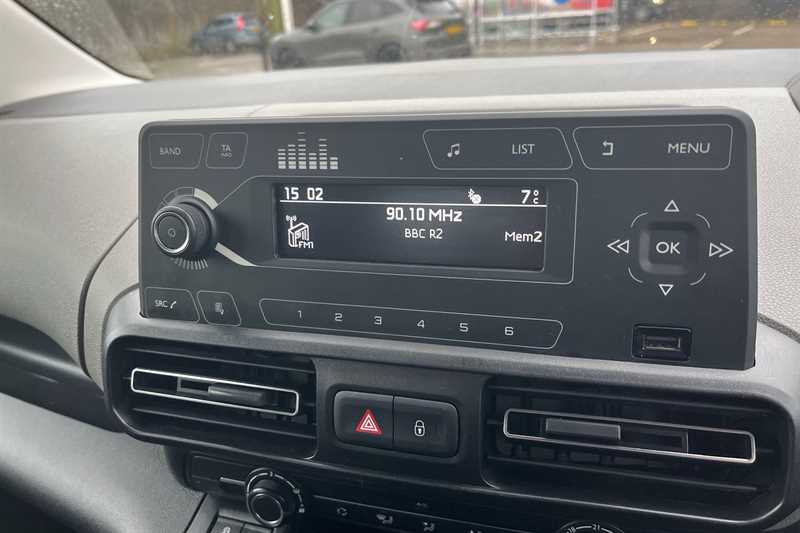 BAND
TA
INFO
LIST
MENU
15 02
7°C
90.10 MHz
BBC R2
FM1
Mem2
OK
SRC
1 2 3 4 5 6